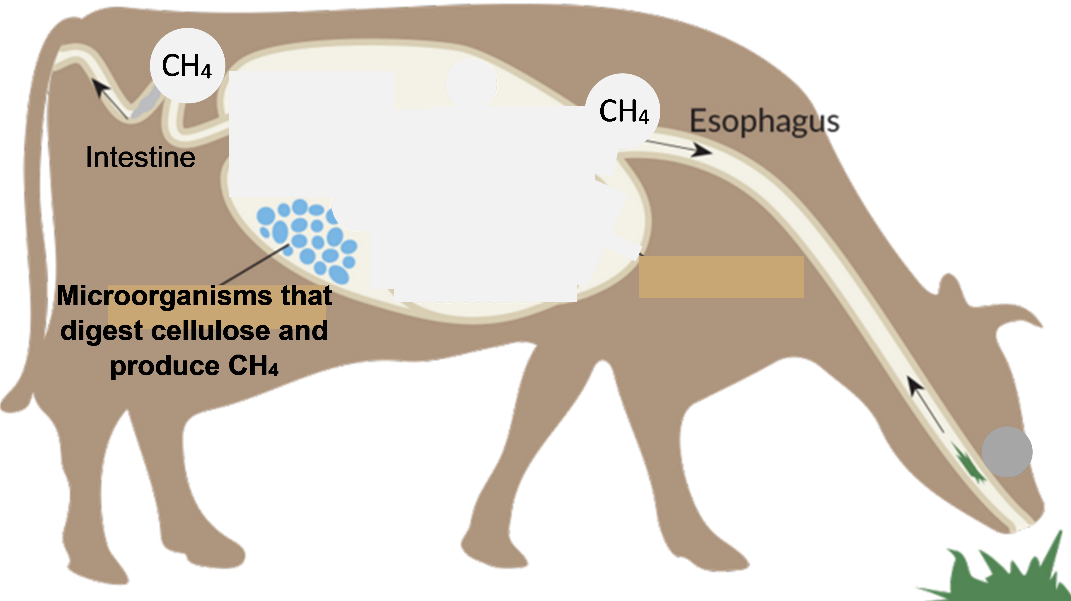 CH₄
CH₄
Esophagus
Intestine
Microorganisms that
digest cellulose and
produce CH₄